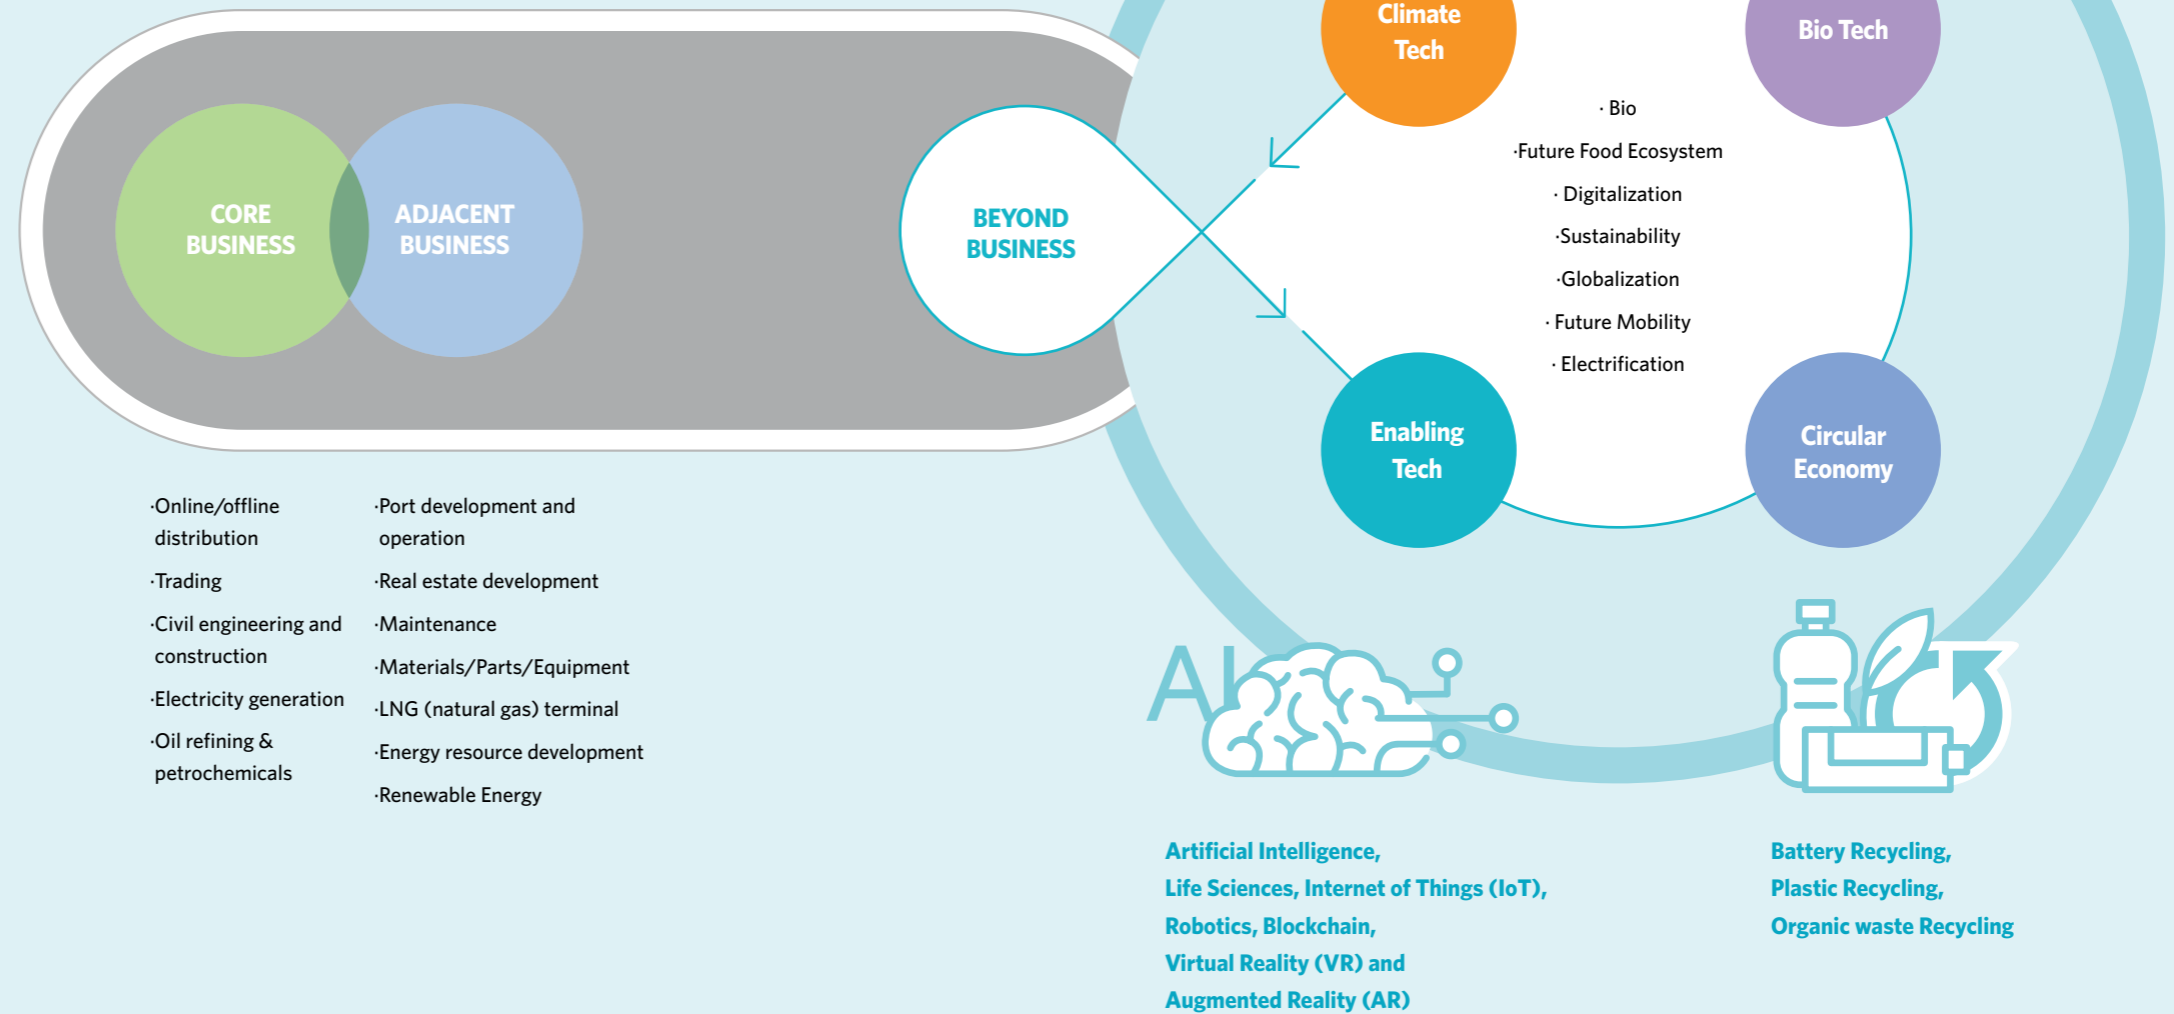 Climate
Tech
Bio Tech
· Bio
·Future Food Ecosystem
· Digitalization
·Sustainability
·Globalization
· Future Mobility
· Electrification
CORE
BUSINESS
ADJACENT
BUSINESS
BEYOND
BUSINESS
Enabling
Tech
Circular
Economy
·Online/offline
distribution
·Trading
·Civil engineering and
construction
·Electricity generation
·Oil refining &
petrochemicals
·Port development and
operation
·Real estate development
·Maintenance
·Materials/Parts/Equipment
·LNG (natural gas) terminal
·Energy resource development
·Renewable Energy
AI
Artificial Intelligence,
Life Sciences, Internet of Things (IoT),
Robotics, Blockchain,
Virtual Reality (VR) and
Augmented Reality (AR)
Battery Recycling,
Plastic Recycling,
Organic waste Recycling